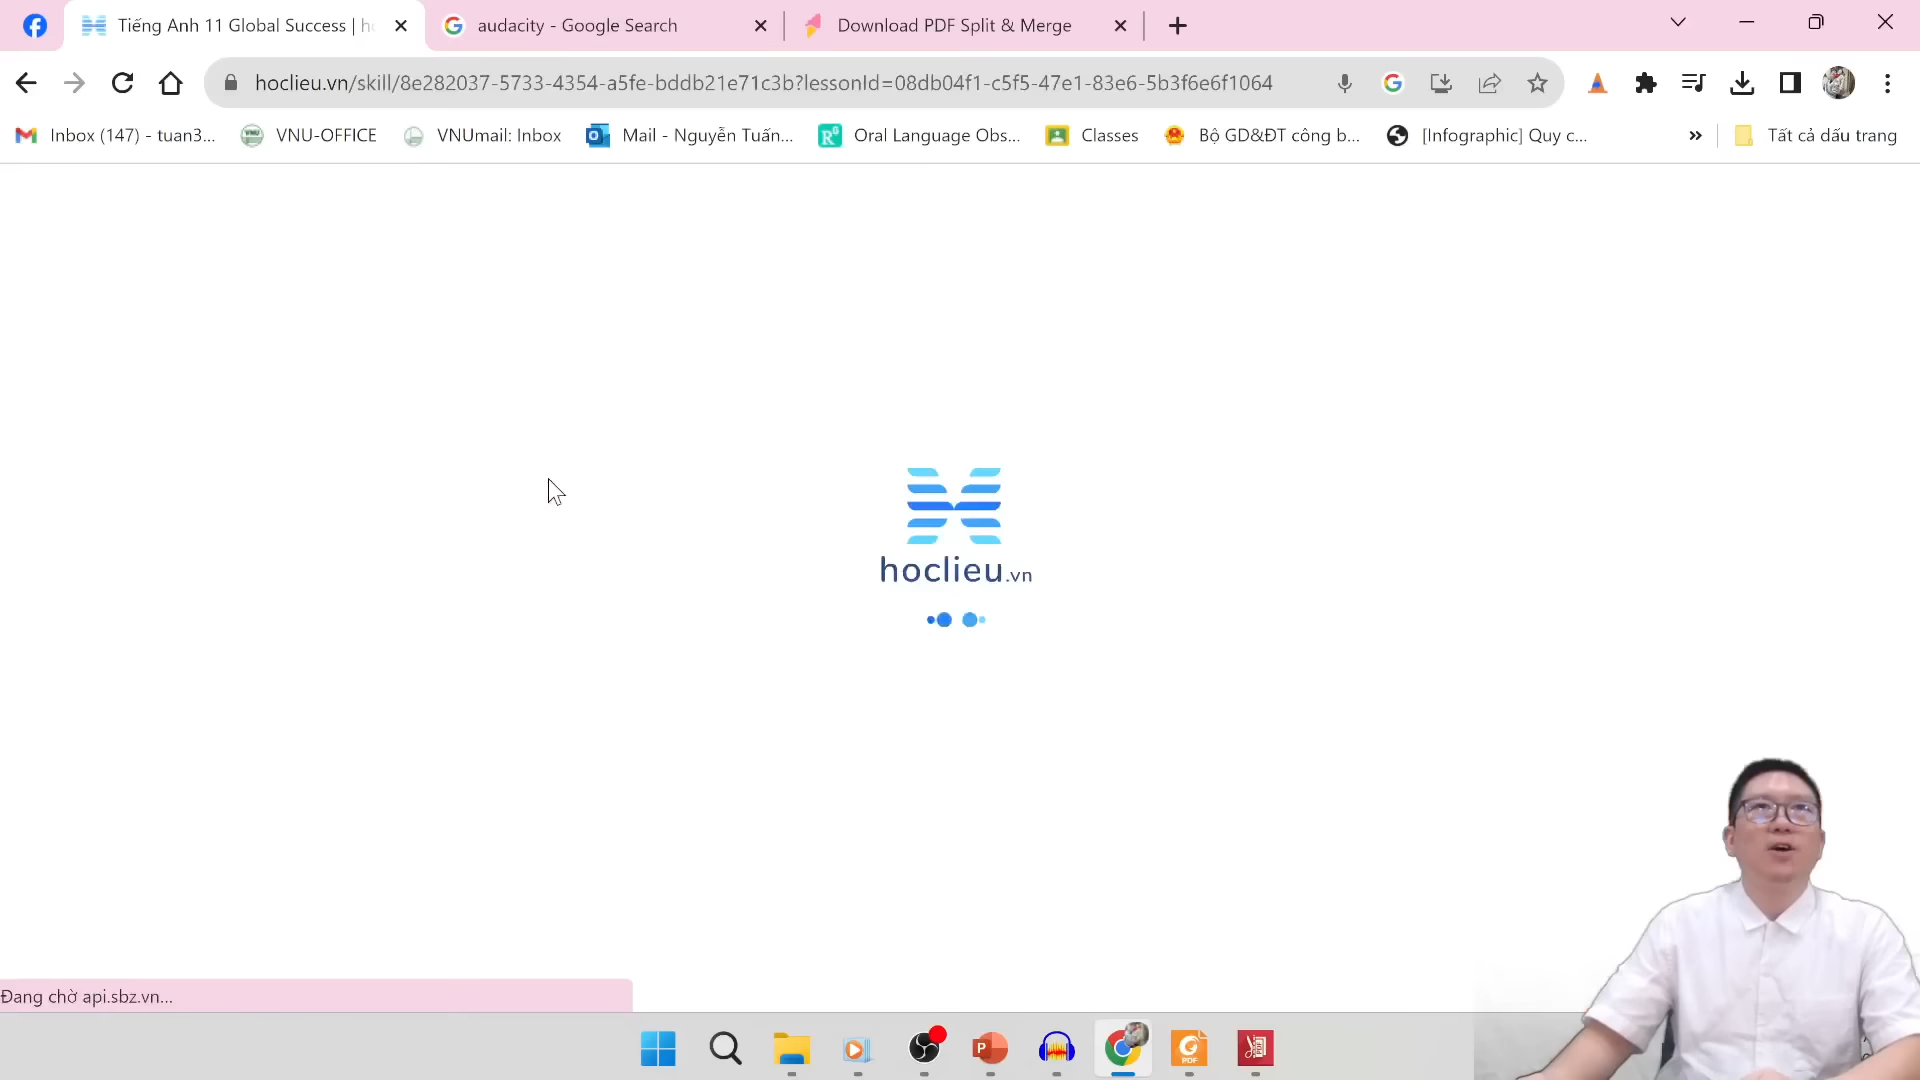 Tiếng Anh 11 Global Success | h
audacity - Google Search
Download PDF Split & Merge
hoclieu.vn/skill/8e282037-5733-4354-a5fe-bddb21e71c3b?lessonId=08db04f1-c5f5-47e1-83e6-5b3f6e6f1064
Inbox (147) - tuan3...
VNU-OFFICE
VNUmail: Inbox
Mail - Nguyễn Tuấn...
Oral Language Obs...
Classes
Bộ GD&ĐT công b...
[Infographic] Quy c...
»
Tất cả dấu trang
hoclieu.vn
Đang chờ api.sbz.vn...